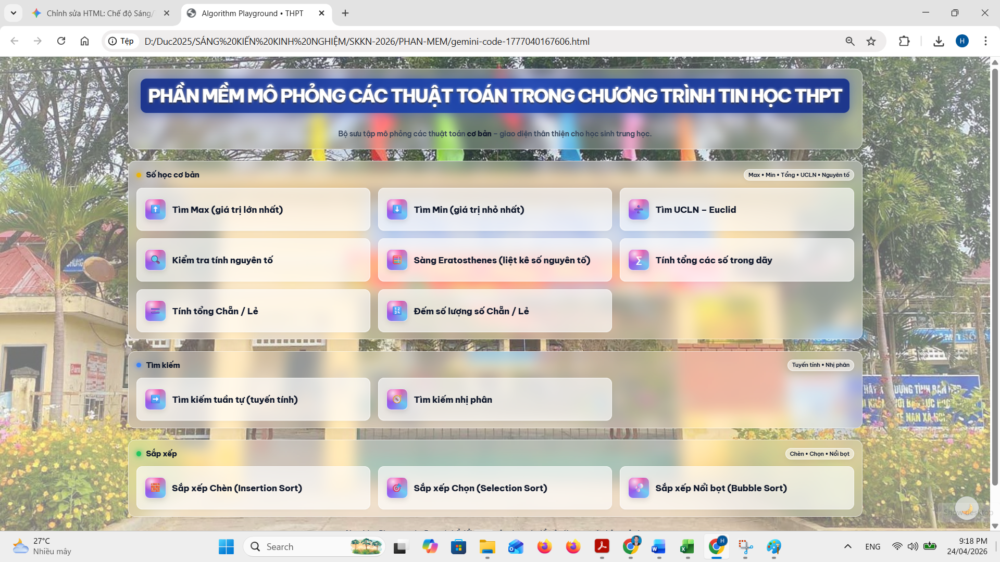 Chỉnh sửa HTML: Chế độ Sáng/
Algorithm Playground • THPT
Tệp
D:/Duc2025/SÁNG%20KIẾN%20KINH%20NGHIỆM/SKKN-2026/PHAN-MEM/gemini-code-1777040167606.html
H
PHẦN MỀM MÔ PHỎNG CÁC THUẬT TOÁN TRONG CHƯƠNG TRÌNH TIN HỌC THPT
Bộ sưu tập mô phỏng các thuật toán cơ bản – giao diện thân thiện cho học sinh trung học.
Số học cơ bản
Max • Min • Tổng • UCLN • Nguyên tố
Tìm Max (giá trị lớn nhất)
Tìm Min (giá trị nhỏ nhất)
Tìm UCLN – Euclid
Kiểm tra tính nguyên tố
Sàng Eratosthenes (liệt kê số nguyên tố)
Tính tổng các số trong dãy
Tính tổng Chẵn / Lẻ
Đếm số lượng số Chẵn / Lẻ
Tìm kiếm
Tuyến tính • Nhị phân
Tìm kiếm tuần tự (tuyến tính)
Tìm kiếm nhị phân
Sắp xếp
Chèn • Chọn • Nổi bọt
Sắp xếp Chèn (Insertion Sort)
Sắp xếp Chọn (Selection Sort)
Sắp xếp Nổi bọt (Bubble Sort)
Show desktop
27°C
Nhiều mây
Search
ENG
9:18 PM
24/04/2026